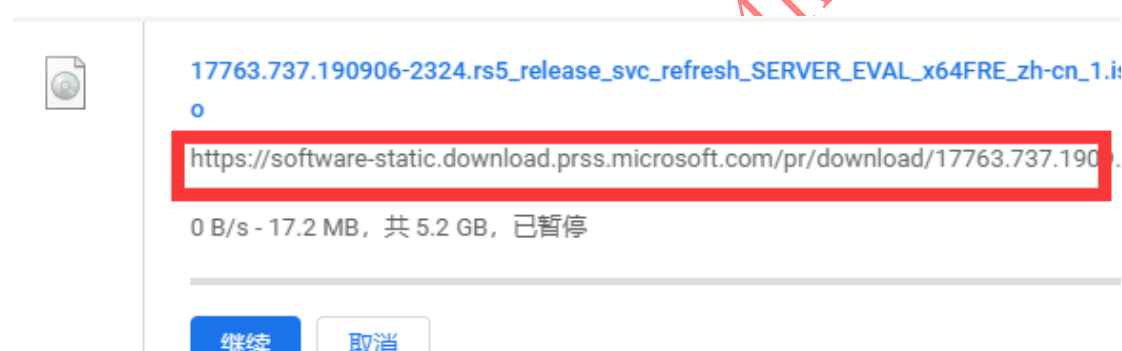 17763.737.190906-2324.rs5_release_svc_refresh_SERVER_EVAL_x64FRE_zh-cn_1.is
o
https://software-static.download.prss.microsoft.com/pr/download/17763.737.190
0 B/s - 17.2 MB，共 5.2 GB，已暂停
继续 取消